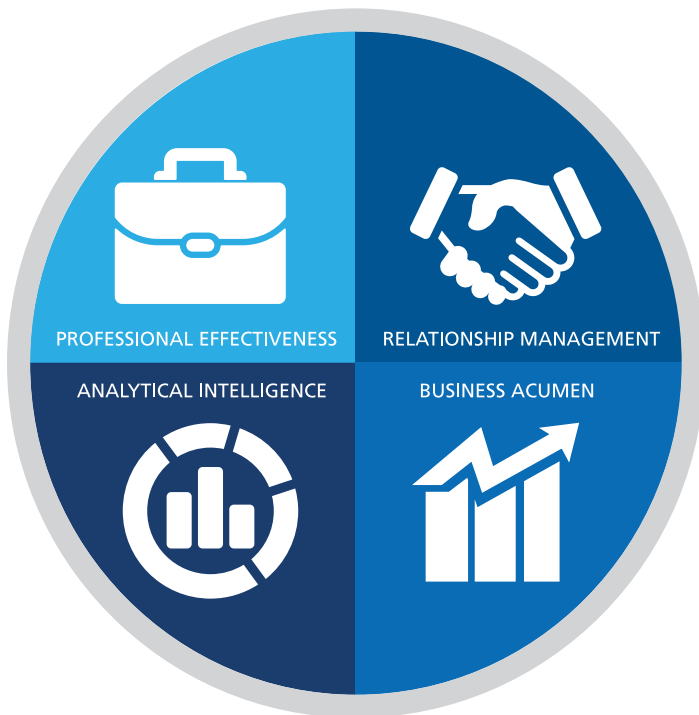 PROFESSIONAL EFFECTIVENESS
RELATIONSHIP MANAGEMENT
ANALYTICAL INTELLIGENCE
BUSINESS ACUMEN